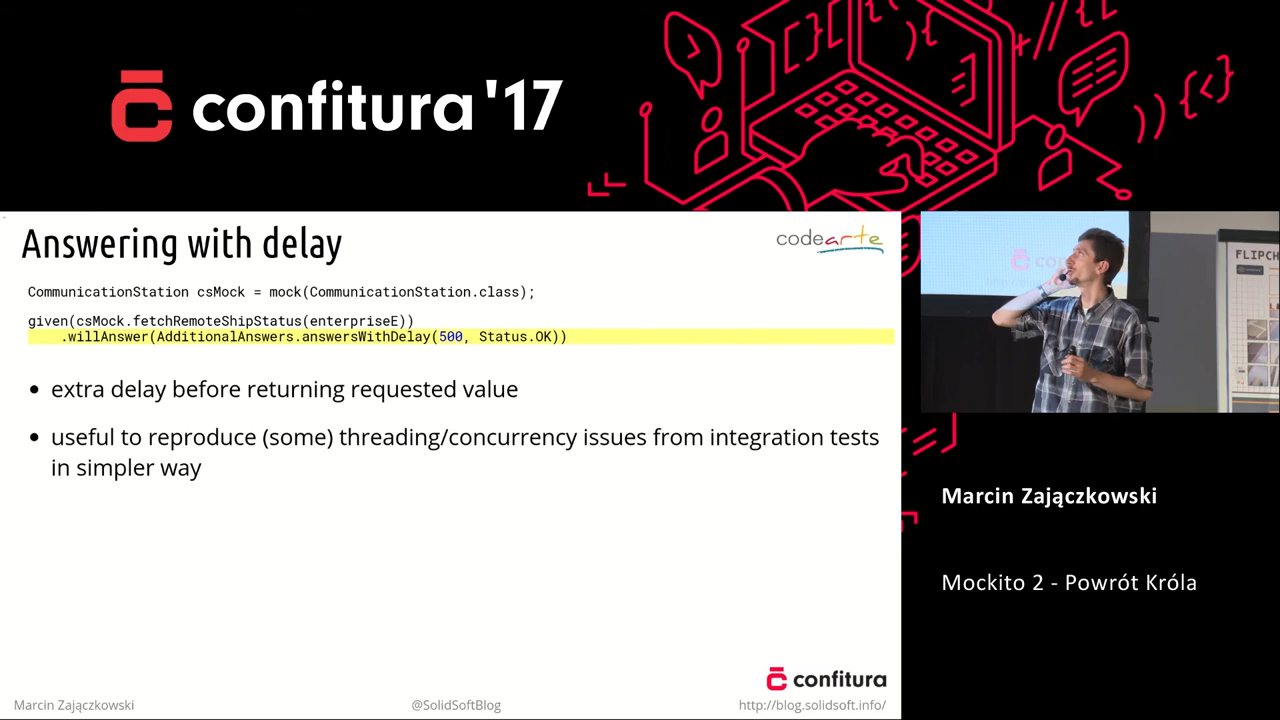 confitura '17
Answering with delay
codearte
CommunicationStation csMock = mock(CommunicationStation.class);
given(csMock.fetchRemoteShipStatus(enterpriseE))
.willAnswer(AdditionalAnswers.answersWithDelay(500, Status.OK))
• extra delay before returning requested value
• useful to reproduce (some) threading/concurrency issues from integration tests
in simpler way
confitura
Marcin Zajączkowski
@SolidSoftBlog
http://blog.solidsoft.info/
Marcin Zajączkowski
Mockito 2 - Powrót Króla